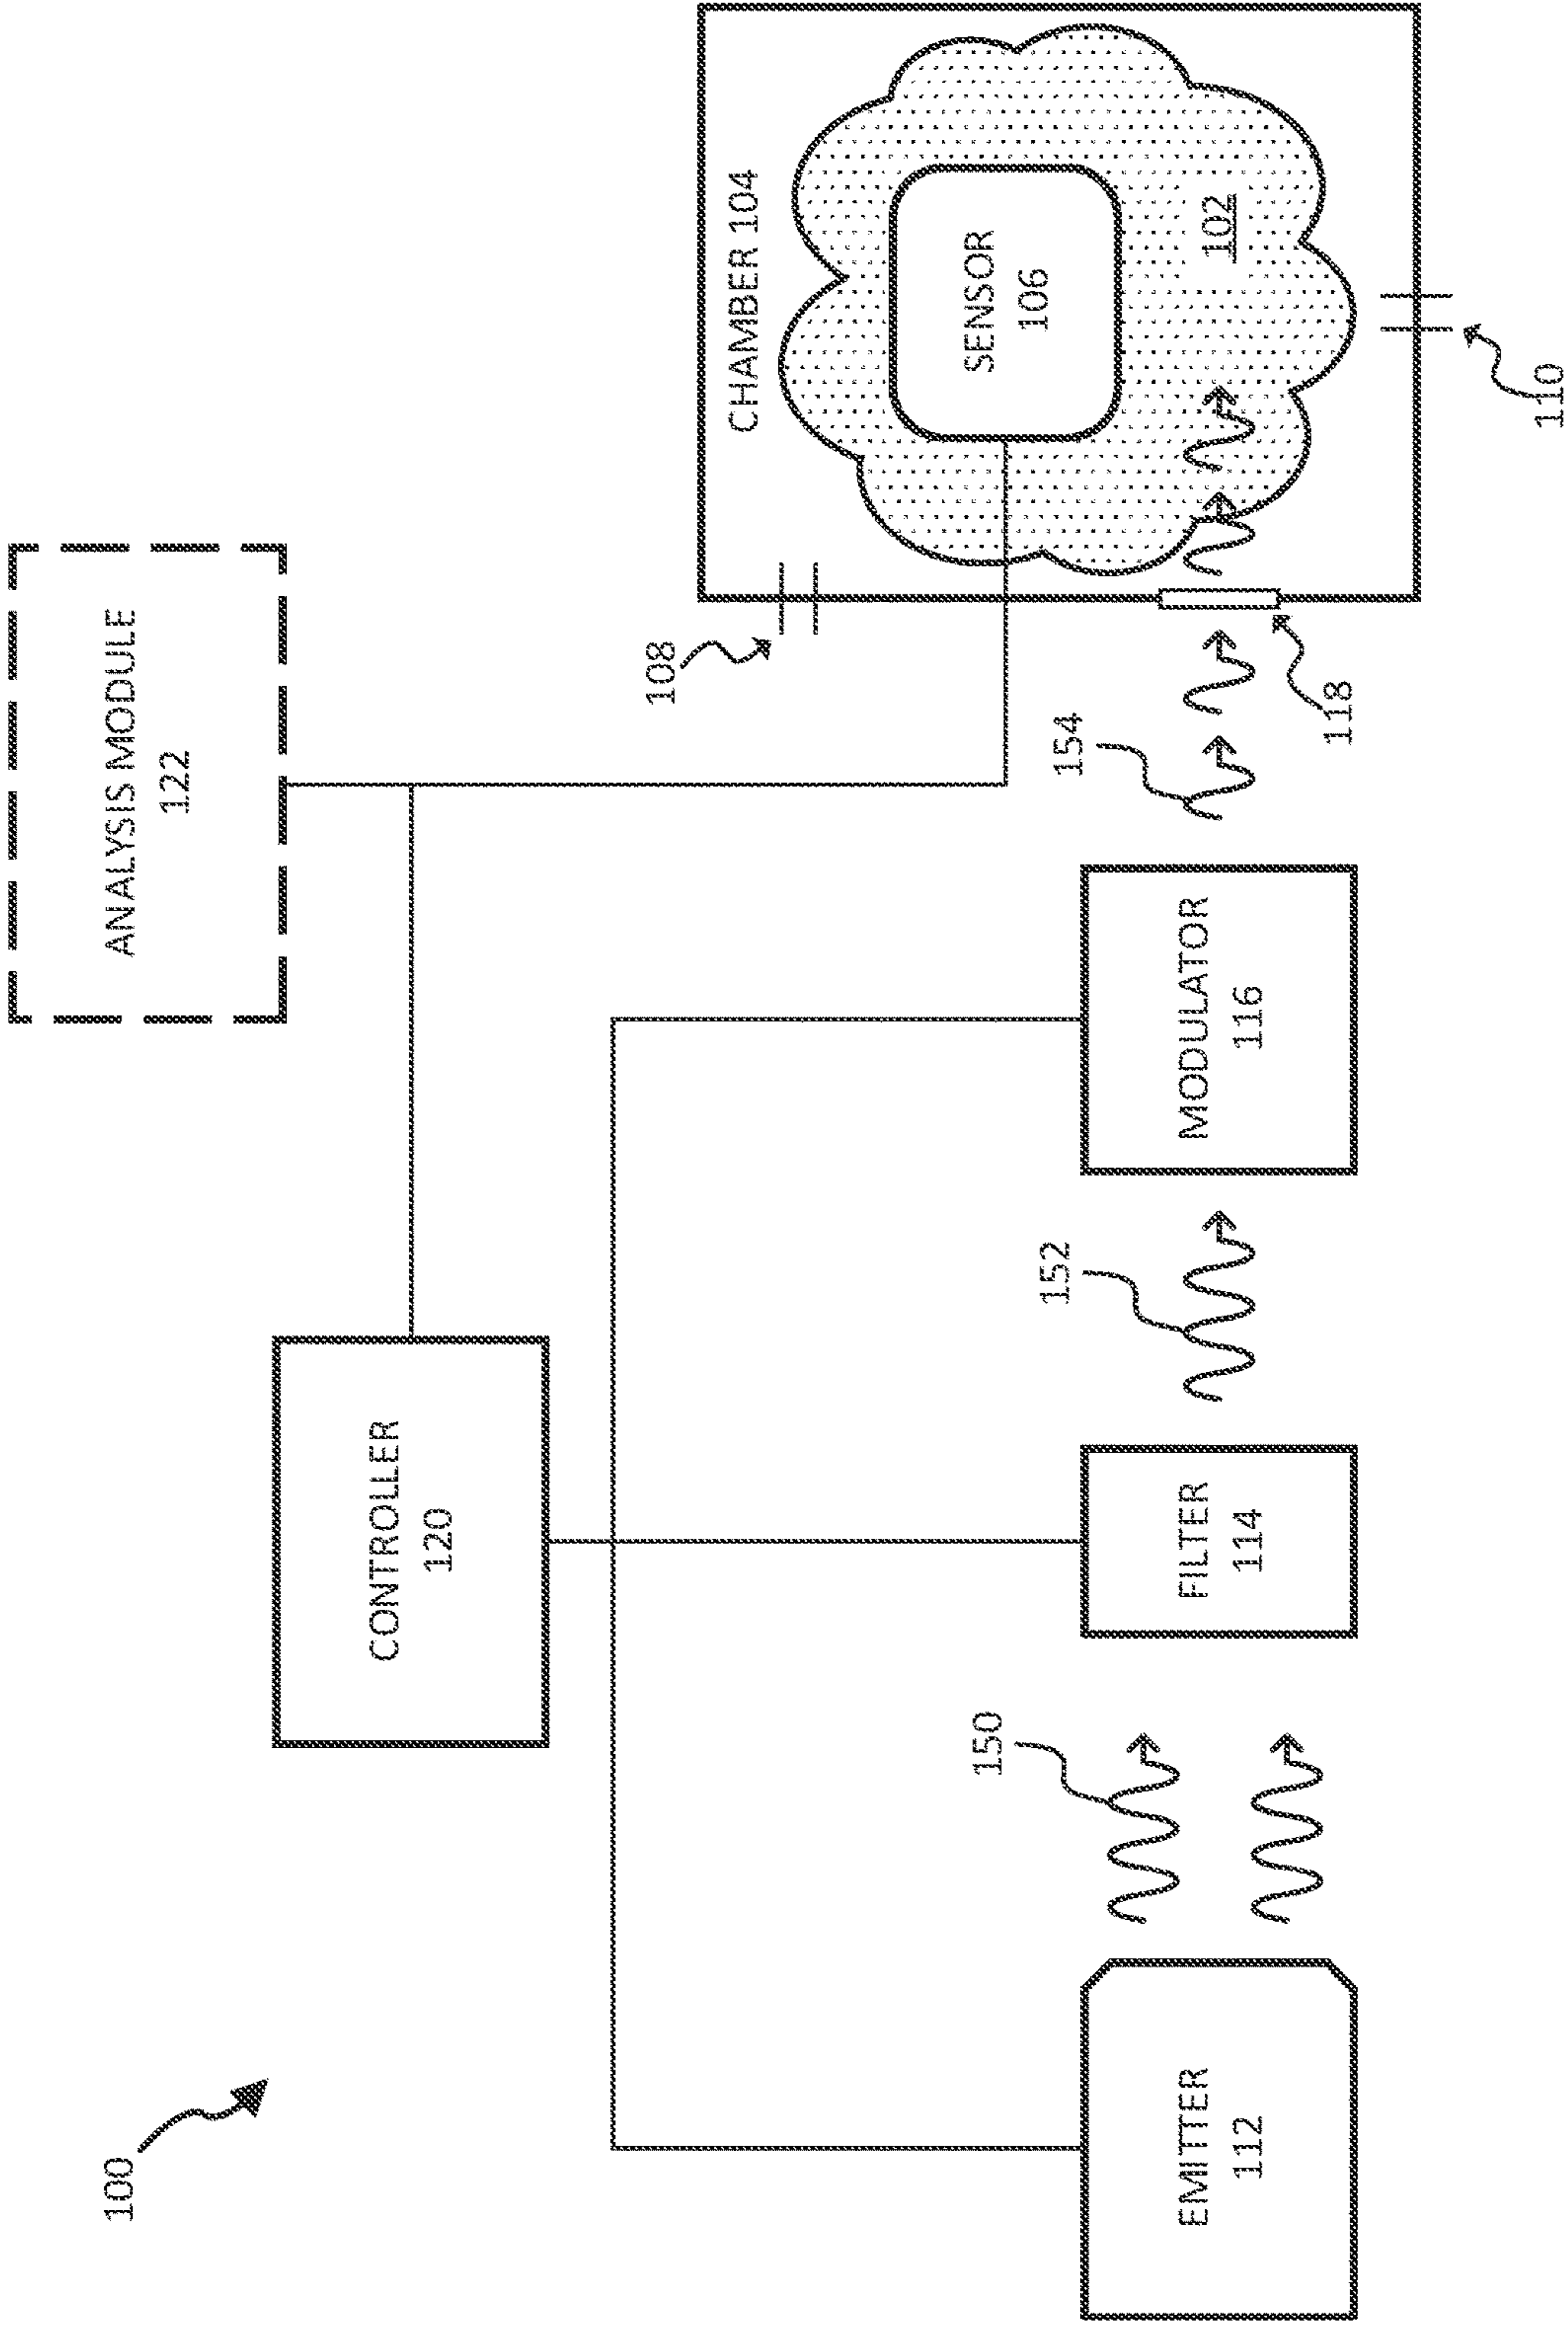 100
ANALYSIS MODULE
122
CONTROLLER
120
CHAMBER 104
108
SENSOR
106
102
150
152
154
118
110
EMITTER
112
FILTER
114
MODULATOR
116